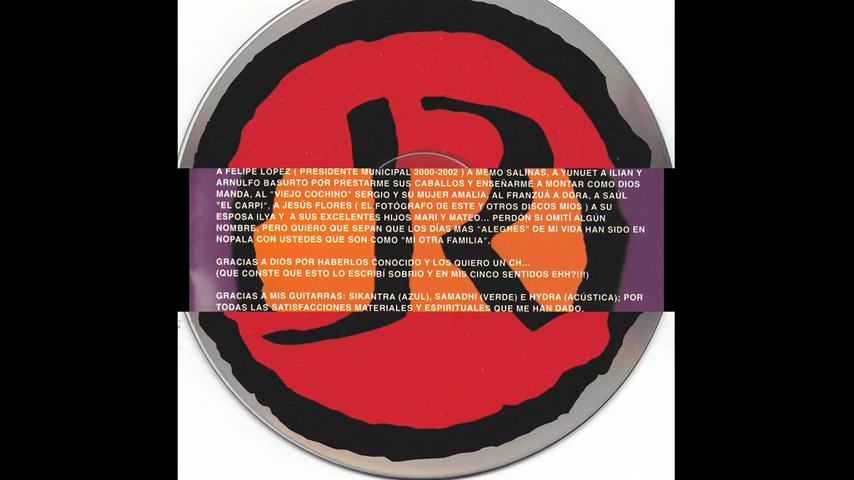 JR
A FELIPE LOPEZ ( PRESIDENTE MUNICIPAL 2000-2002 ) A MEMO SALINAS, A YUNUET A ILIAN Y
ARNULFO BASURTO POR PRESTARME SUS CABALLOS Y ENSEÑARME A MONTAR COMO DIOS
MANDA, AL "VIEJO COCHINO" SERGIO Y SU MUJER AMALIA, AL FRANZUÁ A DORA, A SAÚL
"EL CARPI", A JESÚS FLORES ( EL FOTÓGRAFO DE ESTE Y OTROS DISCOS MIOS ) A SU
ESPOSA ILYA Y  A SUS EXCELENTES HIJOS MARI Y MATEO... PERDÓN SI OMITÍ ALGÚN
NOMBRE, PERO QUIERO QUE SEPAN QUE LOS DÍAS MAS "ALEGRES" DE MI VIDA HAN SIDO EN
NOPALA CON USTEDES QUE SON COMO "MI OTRA FAMILIA".
GRACIAS A DIOS POR HABERLOS CONOCIDO Y LOS QUIERO UN CH...
(QUE CONSTE QUE ESTO LO ESCRIBÍ SOBRIO Y EN MIS CINCO SENTIDOS EHH?!!!)
GRACIAS A MIS GUITARRAS: SIKANTRA (AZUL), SAMADHI (VERDE) E HYDRA (ACÚSTICA); POR
TODAS LAS SATISFACCIONES MATERIALES Y ESPIRITUALES QUE ME HAN DADO.